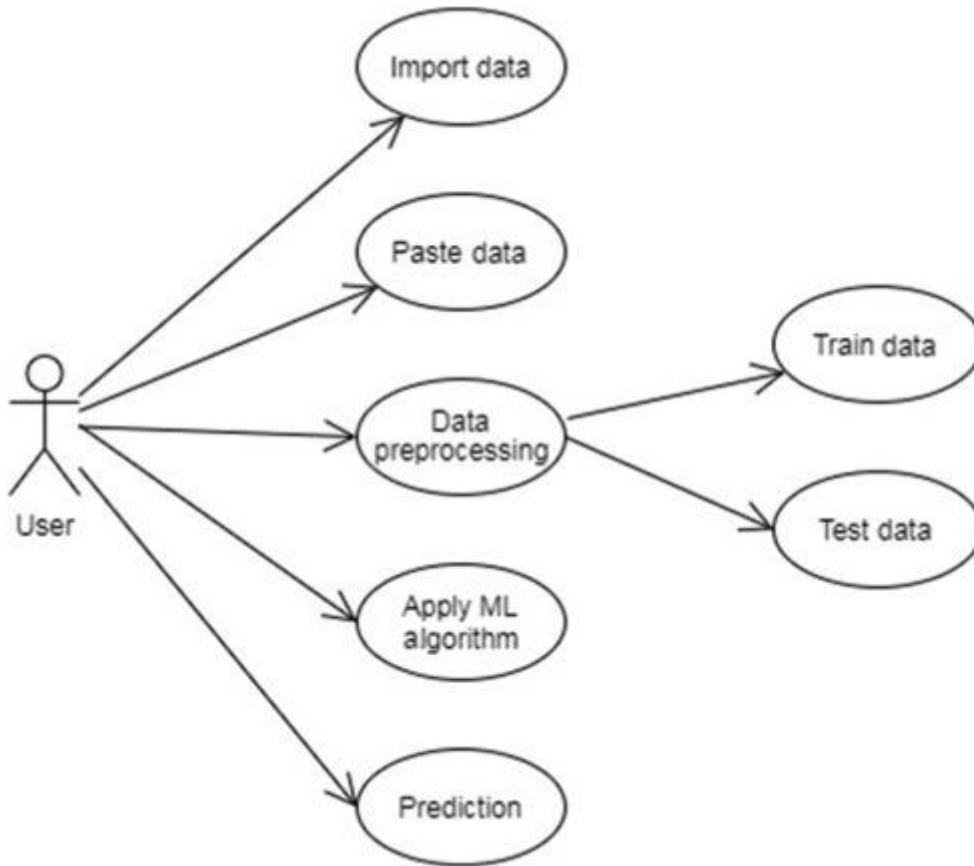 Import data
Paste data
Train data
Data
preprocessing
Test data
User
Apply ML
algorithm
Prediction